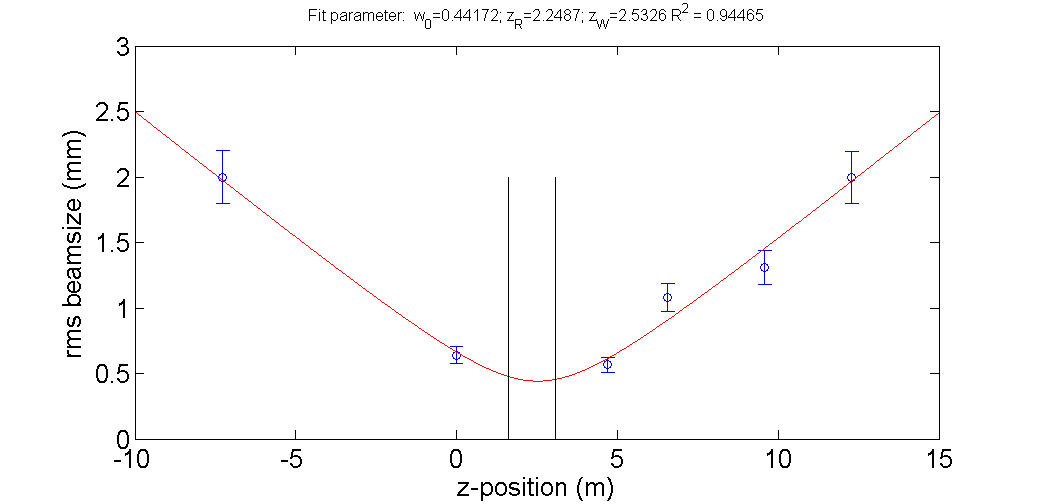 Fit parameter: w0=0.44172; zR=2.2487; zW=2.5326 R2 = 0.94465
3
2.5
2
1.5
1
0.5
0
rms beamsize (mm)
-10 -5 0 5 10 15
z-position (m)